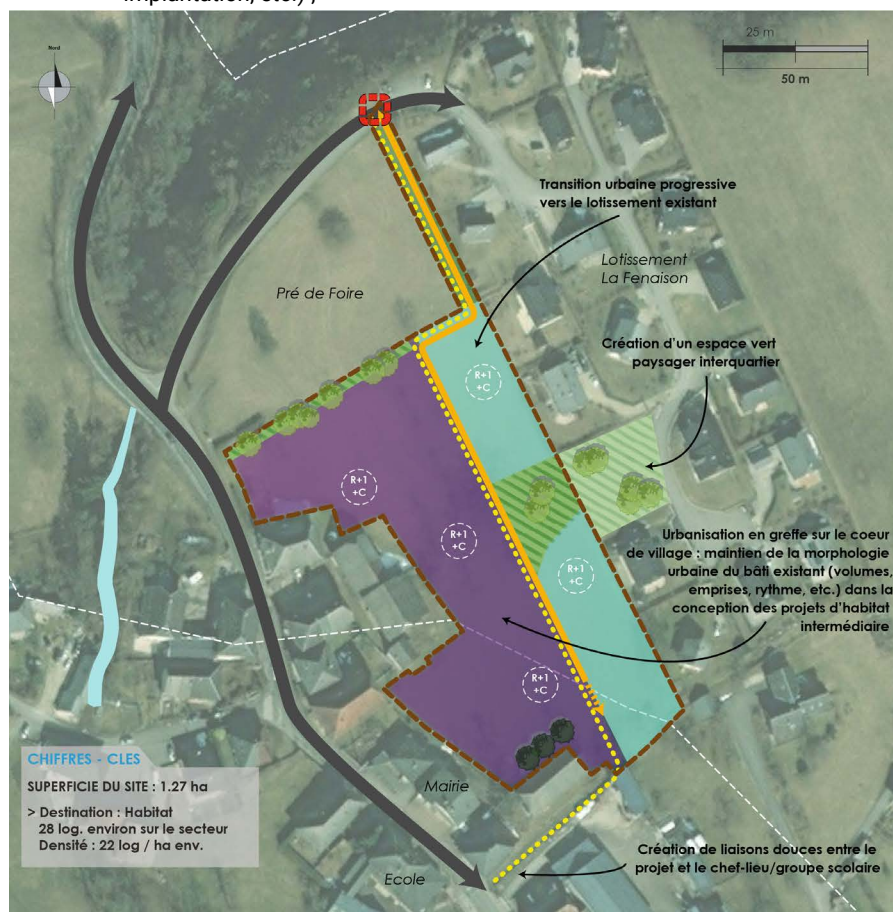 implantation, etc.) ;
Nord
25 m
50 m
Transition urbaine progressive
vers le lotissement existant
Lotissement
La Fenaison
Pré de Foire
Création d'un espace vert
paysager interquartier
R+1
+C
R+1
+C
R+1
+C
R+1
+C
R+1
+C
Urbanisation en greffe sur le coeur
de village : maintien de la morphologie
urbaine du bâti existant (volumes,
emprises, rythme, etc.) dans la
conception des projets d'habitat
intermédiaire
CHIFFRES - CLES
SUPERFICIE DU SITE : 1.27 ha
> Destination : Habitat
28 log. environ sur le secteur
Densité : 22 log / ha env.
Mairie
Ecole
Création de liaisons douces entre le
projet et le chef-lieu/groupe scolaire